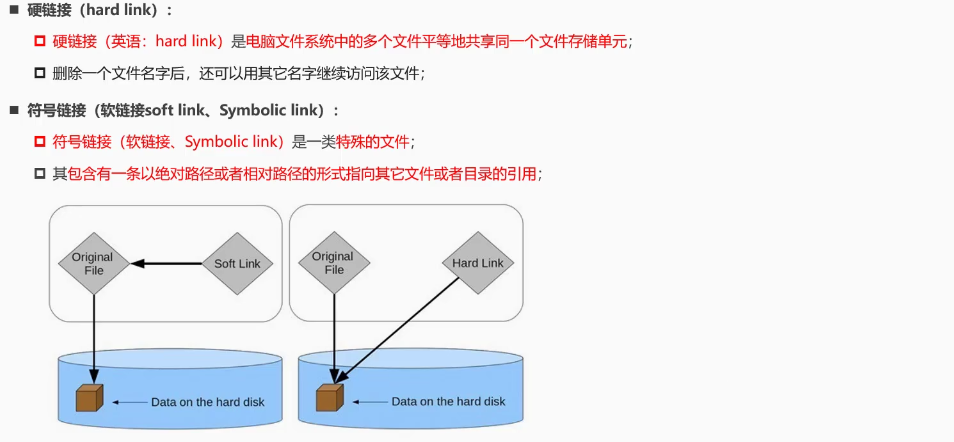 硬链接（hard link）：
硬链接（英语：hard link）是电脑文件系统中的多个文件平等地共享同一个文件存储单元；
删除一个文件名字后，还可以用其它名字继续访问该文件；
符号链接（软链接soft link、Symbolic link）：
符号链接（软链接、Symbolic link）是一类特殊的文件；
其包含有一条以绝对路径或者相对路径的形式指向其它文件或者目录的引用；
Original
File
Soft Link
Data on the hard disk
Original
File
Hard Link
Data on the hard disk